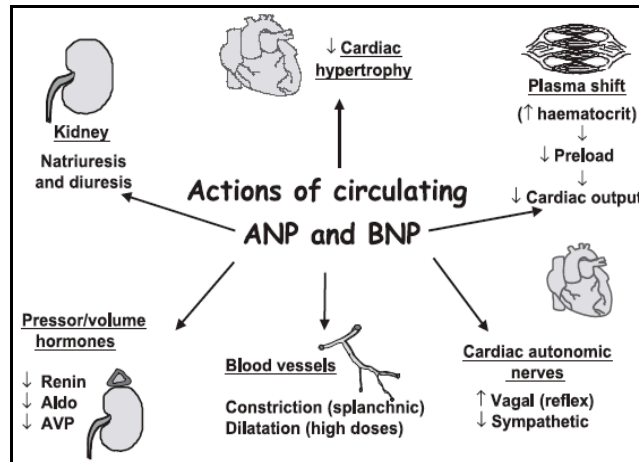 ↓ Cardiac
hypertrophy
Plasma shift
(↑ haematocrit)
↓
↓ Preload
↓
↓ Cardiac output
Kidney
Natriuresis
and diuresis
Actions of circulating
ANP and BNP
Pressor/volume
hormones
↓ Renin
↓ Aldo
↓ AVP
Blood vessels
Constriction (splanchnic)
Dilatation (high doses)
Cardiac autonomic
nerves
↑ Vagal (reflex)
↓ Sympathetic